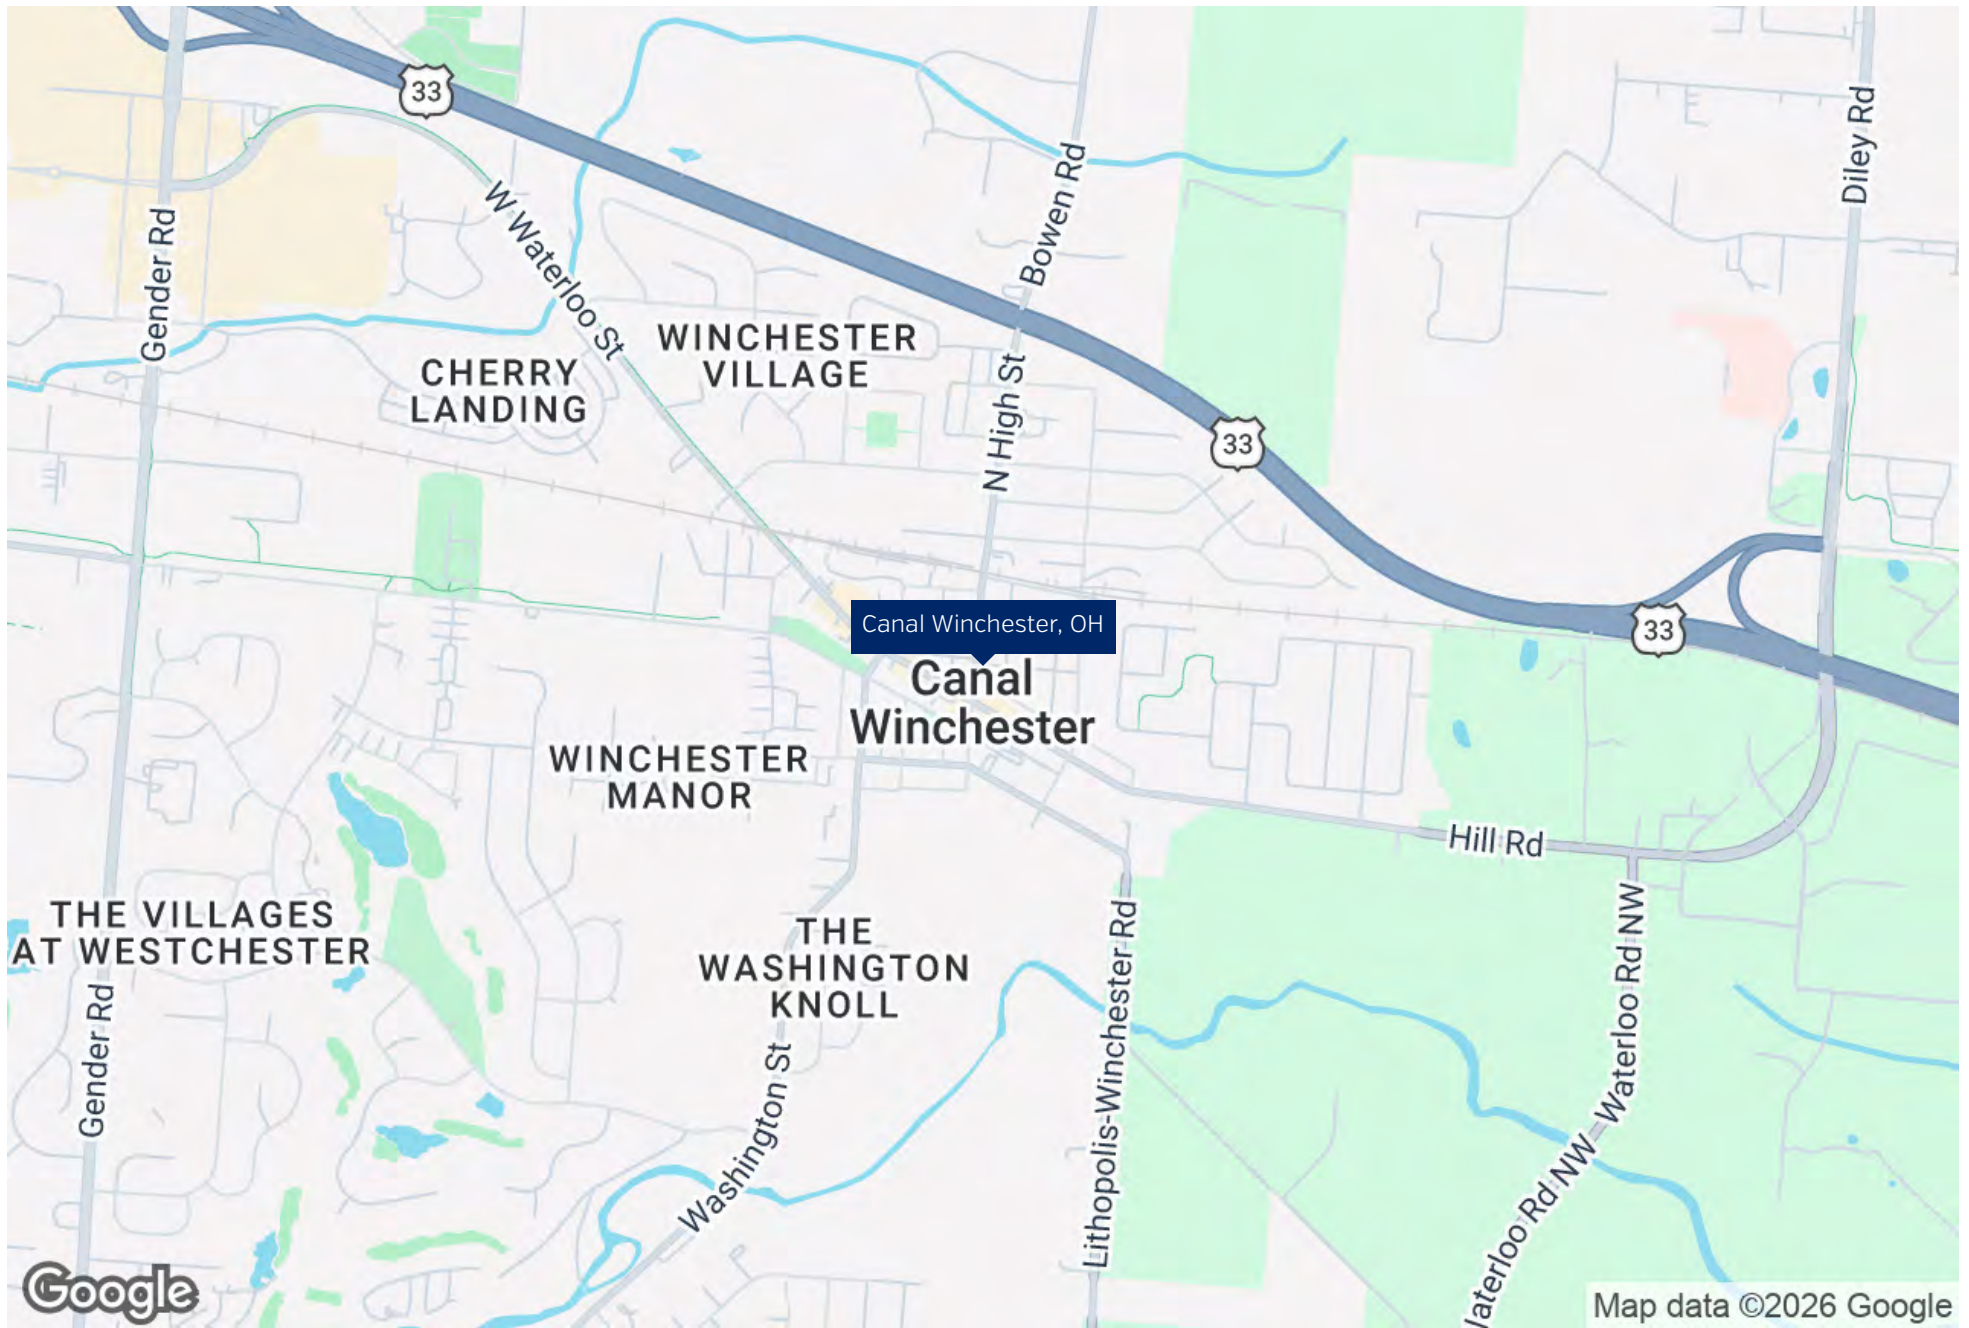 33
Diley Rd
Bowen Rd
W Waterloo St
Gender Rd
WINCHESTER
VILLAGE
CHERRY
LANDING
N High St
33
Canal Winchester, OH
33
Canal
Winchester
WINCHESTER
MANOR
Hill Rd
THE VILLAGES
AT WESTCHESTER
THE
WASHINGTON
KNOLL
Lithopolis-Winchester Rd
Waterloo Rd NW
Gender Rd
Washington St
Waterloo Rd NW
Google
Map data ©2026 Google